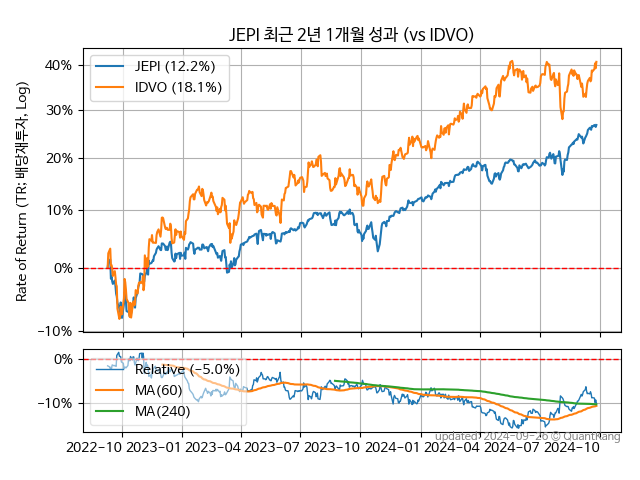 JEPI 최근 2년 1개월 성과 (vs IDVO)
Rate of Return (TR: 배당재투자, Log)
40%
30%
20%
10%
0%
−10%
JEPI (12.2%)
IDVO (18.1%)
0%
−10%
Relative (−5.0%)
MA(60)
MA(240)
updated: 2024-09-26 © QuantKang
2022-10 2023-01 2023-04 2023-07 2023-10 2024-01 2024-04 2024-07 2024-10